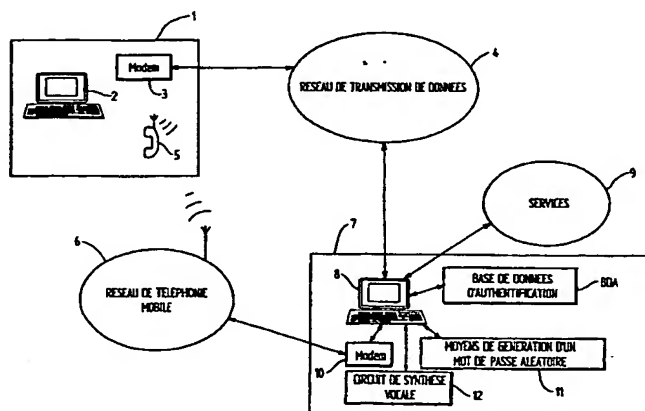 1
Modem
2
3
5
RESEAU DE TRANSMISSION DE DONNEES
4
SERVICES
9
6
RESEAU DE TELEPHONIE
MOBILE
7
8
BASE DE DONNEES
D'AUTHENTIFICATION
BDA
Modem
10
MOYENS DE GENERATION D'UN
MOT DE PASSE ALEATOIRE
11
CIRCUIT DE SYNTHESE
VOCALE
12